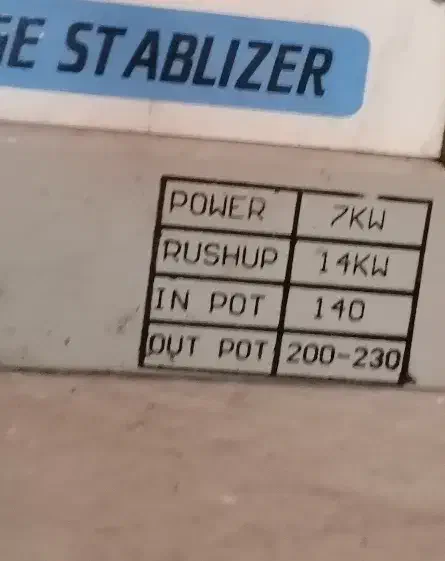 GE STABLIZER
POWER 7KW
RUSHUP 14KW
IN POT 140
OUT POT 200-230